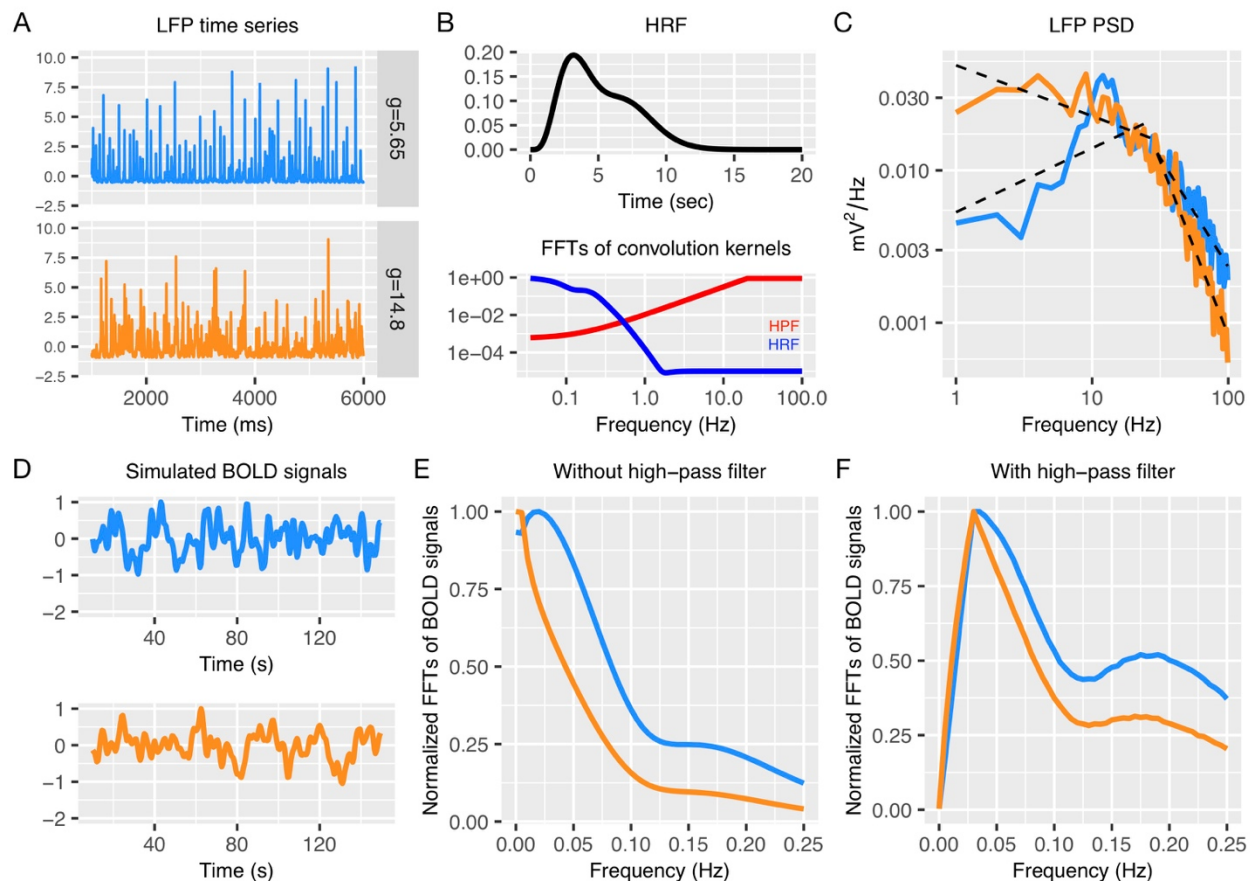 A
LFP time series
10.0
7.5
5.0
2.5
0.0
−2.5
g=5.65
10.0
7.5
5.0
2.5
0.0
−2.5
g=14.8
2000
4000
6000
Time (ms)
B
HRF
0.20
0.15
0.10
0.05
0.00
0
5
10
15
20
Time (sec)
FFTs of convolution kernels
1e+00
1e−02
1e−04
HPF
HRF
0.1
1.0
10.0
100.0
Frequency (Hz)
C
LFP PSD
mV²/Hz
0.030
0.010
0.003
0.001
1
10
100
Frequency (Hz)
D
Simulated BOLD signals
1
0
−1
−2
40
80
120
Time (s)
1
0
−1
−2
40
80
120
Time (s)
E
Without high−pass filter
Normalized FFTs of BOLD signals
1.00
0.75
0.50
0.25
0.00
0.00
0.05
0.10
0.15
0.20
0.25
Frequency (Hz)
F
With high−pass filter
Normalized FFTs of BOLD signals
1.00
0.75
0.50
0.25
0.00
0.00
0.05
0.10
0.15
0.20
0.25
Frequency (Hz)